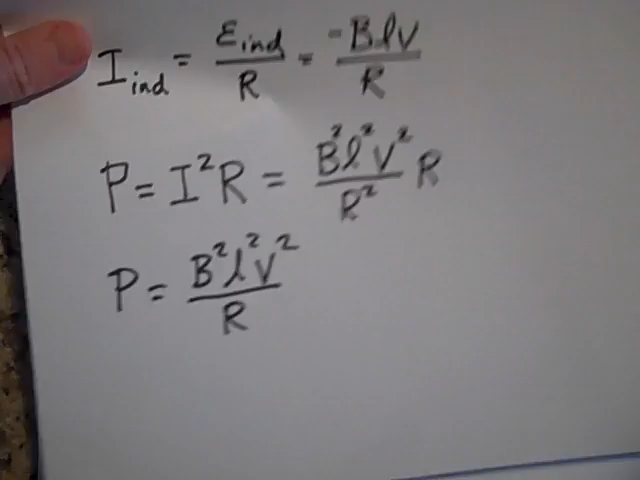 I_ind = ε_ind / R = -BℓV / R
P = I²R = B²ℓ²V² / R² R
P = B²ℓ²V² / R